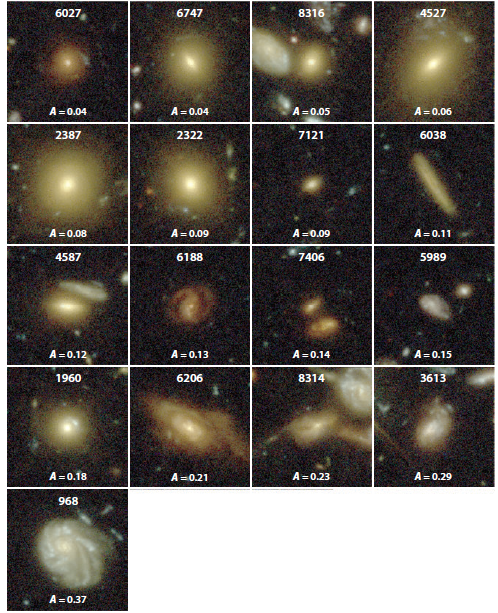 6027 6747 8316 4527
A = 0.04 A = 0.04 A = 0.05 A = 0.06
2387 2322 7121 6038
A = 0.08 A = 0.09 A = 0.09 A = 0.11
4587 6188 7406 5989
A = 0.12 A = 0.13 A = 0.14 A = 0.15
1960 6206 8314 3613
A = 0.18 A = 0.21 A = 0.23 A = 0.29
968
A = 0.37